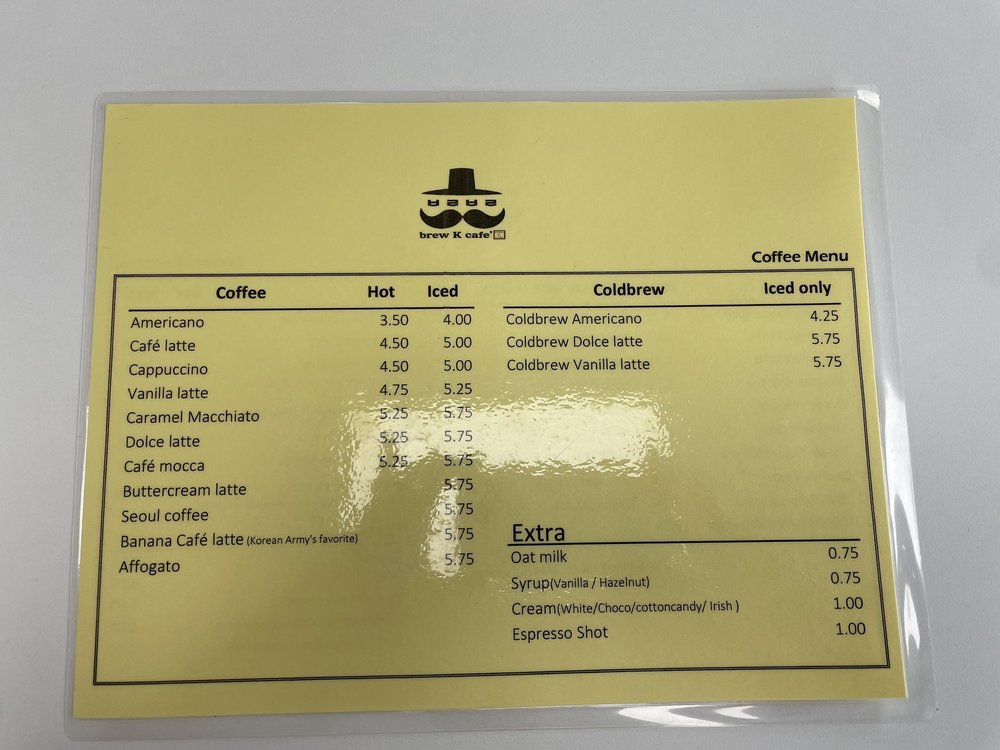 브루브루
brew K cafe'
Coffee Menu
Coffee Hot Iced
Americano 3.50 4.00
Café latte 4.50 5.00
Cappuccino 4.50 5.00
Vanilla latte 4.75 5.25
Caramel Macchiato 5.25 5.75
Dolce latte 5.25 5.75
Café mocca 5.25 5.75
Buttercream latte 5.75
Seoul coffee 5.75
Banana Café latte (Korean Army's favorite) 5.75
Affogato 5.75
Coldbrew Iced only
Coldbrew Americano 4.25
Coldbrew Dolce latte 5.75
Coldbrew Vanilla latte 5.75
Extra
Oat milk 0.75
Syrup(Vanilla / Hazelnut) 0.75
Cream(White/Choco/cottoncandy/ Irish ) 1.00
Espresso Shot 1.00